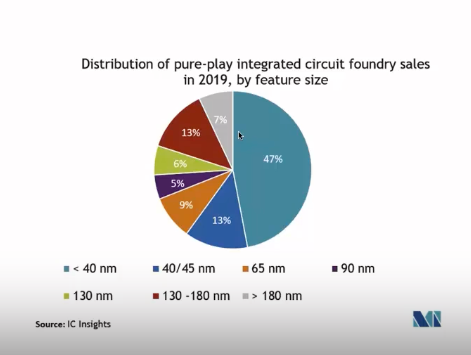 Distribution of pure-play integrated circuit foundry sales
in 2019, by feature size
7%
13%
47%
6%
5%
9%
13%
< 40 nm
40/45 nm
65 nm
90 nm
130 nm
130 -180 nm
> 180 nm
Source: IC Insights